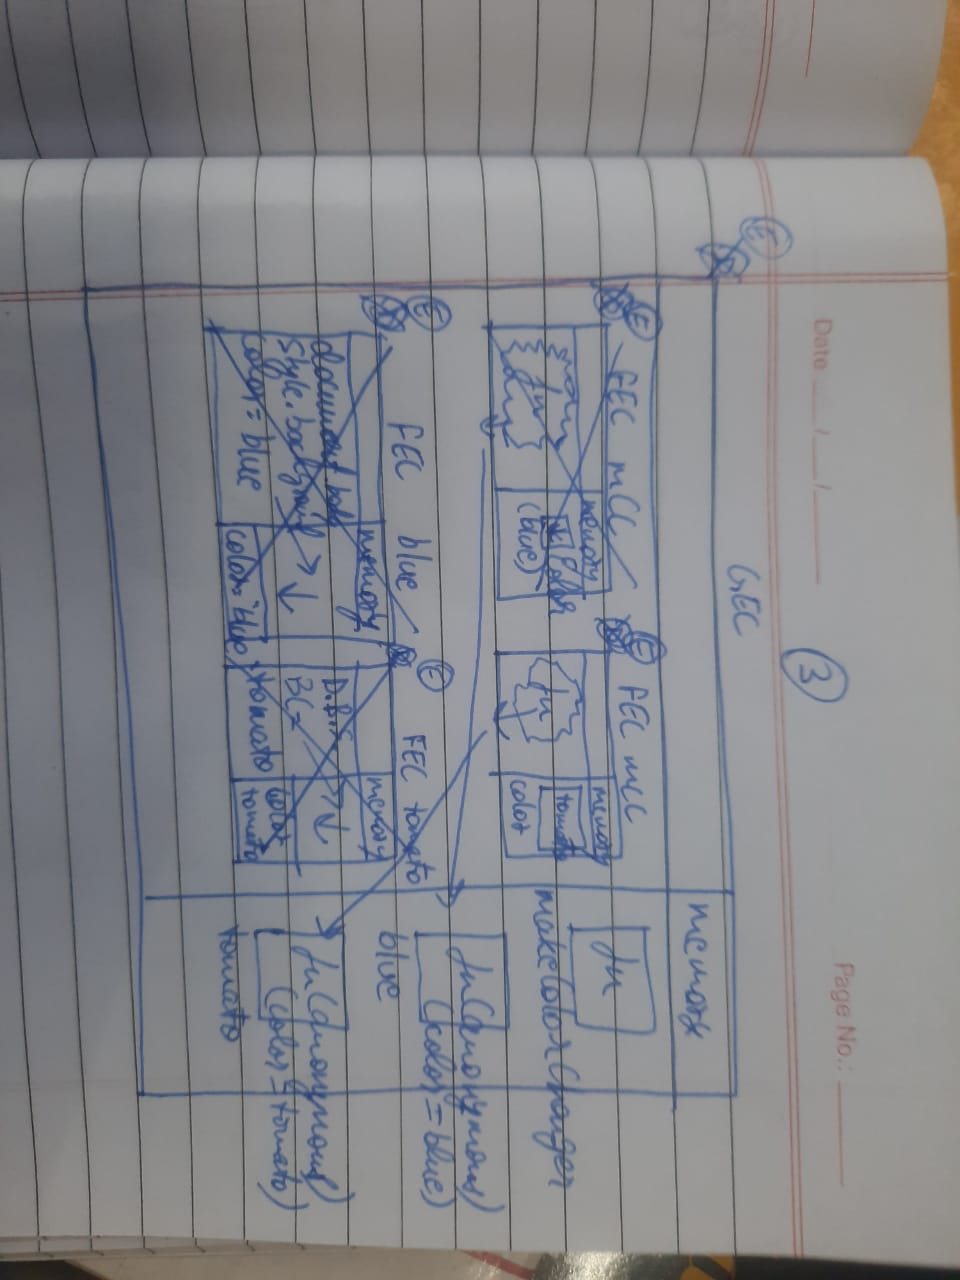 Date ___/___/___
Page No.:
3
E
GEC
memory
E
FEC mCC
memory
color
(blue)
fn
E
FEC mCC
memory
fn
tomato
color
fn
makeColorChanger
E
FEC blue
memory
document.body
style.background
color = blue
color = blue
E
FEC tomato
memory
D.B.S
BC =
tomato
color
tomato
fn(anonymous)
(color = blue)
blue
fn(anonymous)
(color = tomato)
tomato